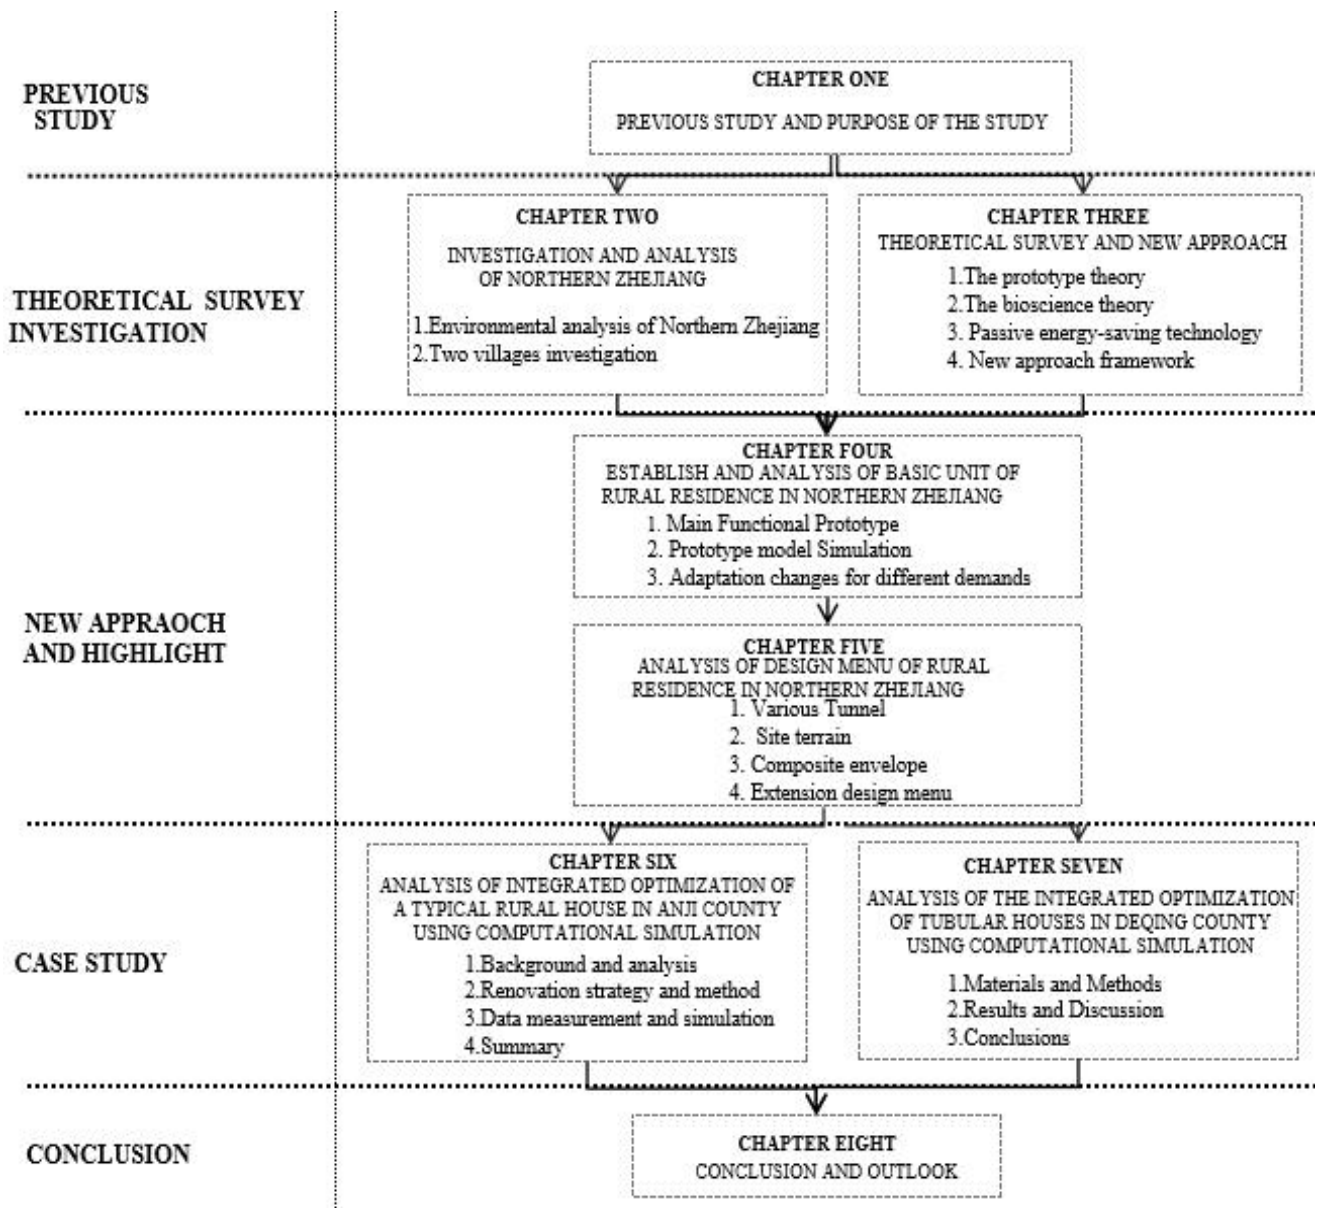 PREVIOUS
STUDY
CHAPTER ONE
PREVIOUS STUDY AND PURPOSE OF THE STUDY
THEORETICAL SURVEY
INVESTIGATION
CHAPTER TWO
INVESTIGATION AND ANALYSIS
OF NORTHERN ZHEJIANG
1.Environmental analysis of Northern Zhejiang
2.Two villages investigation
CHAPTER THREE
THEORETICAL SURVEY AND NEW APPROACH
1.The prototype theory
2.The bioscience theory
3. Passive energy-saving technology
4. New approach framework
NEW APPRAOCH
AND HIGHLIGHT
CHAPTER FOUR
ESTABLISH AND ANALYSIS OF BASIC UNIT OF
RURAL RESIDENCE IN NORTHERN ZHEJIANG
1. Main Functional Prototype
2. Prototype model Simulation
3. Adaptation changes for different demands
CHAPTER FIVE
ANALYSIS OF DESIGN MENU OF RURAL
RESIDENCE IN NORTHERN ZHEJIANG
1. Various Tunnel
2. Site terrain
3. Composite envelope
4. Extension design menu
CASE STUDY
CHAPTER SIX
ANALYSIS OF INTEGRATED OPTIMIZATION OF
A TYPICAL RURAL HOUSE IN ANJI COUNTY
USING COMPUTATIONAL SIMULATION
1.Background and analysis
2.Renovation strategy and method
3.Data measurement and simulation
4.Summary
CHAPTER SEVEN
ANALYSIS OF THE INTEGRATED OPTIMIZATION
OF TUBULAR HOUSES IN DEQING COUNTY
USING COMPUTATIONAL SIMULATION
1.Materials and Methods
2.Results and Discussion
3.Conclusions
CONCLUSION
CHAPTER EIGHT
CONCLUSION AND OUTLOOK